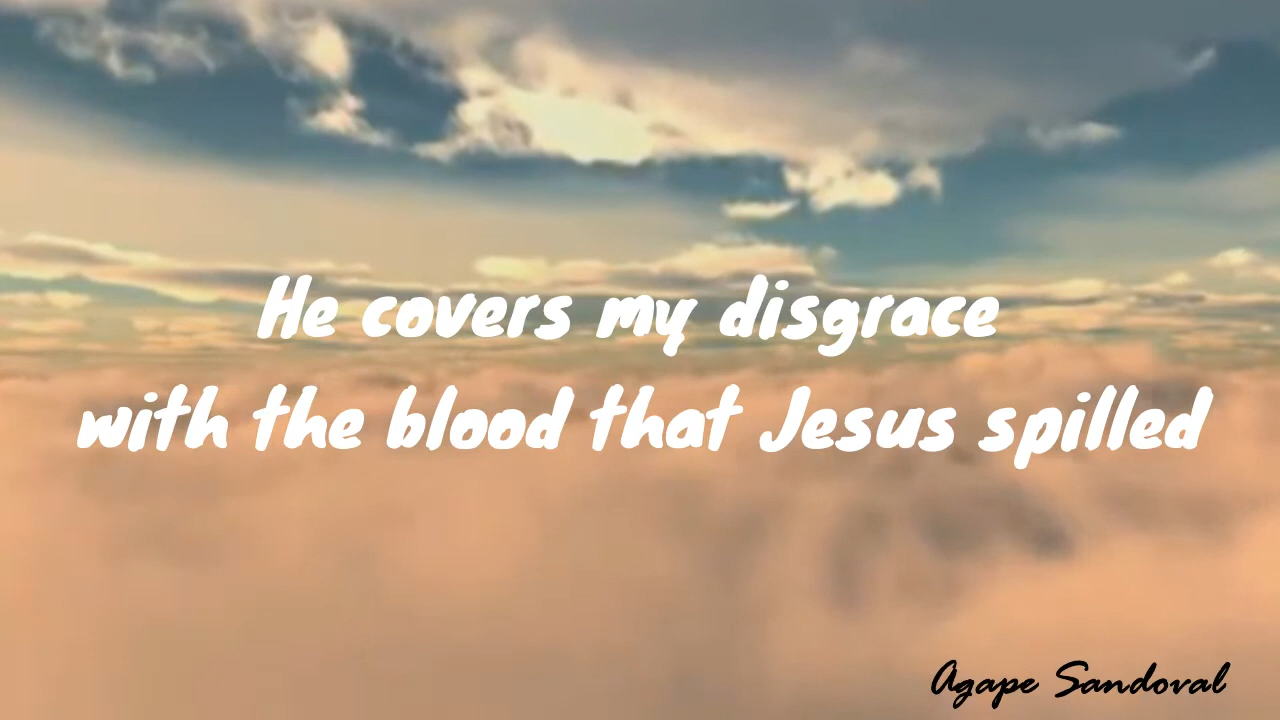 He covers my disgrace
with the blood that Jesus spilled
Agape Sandoval